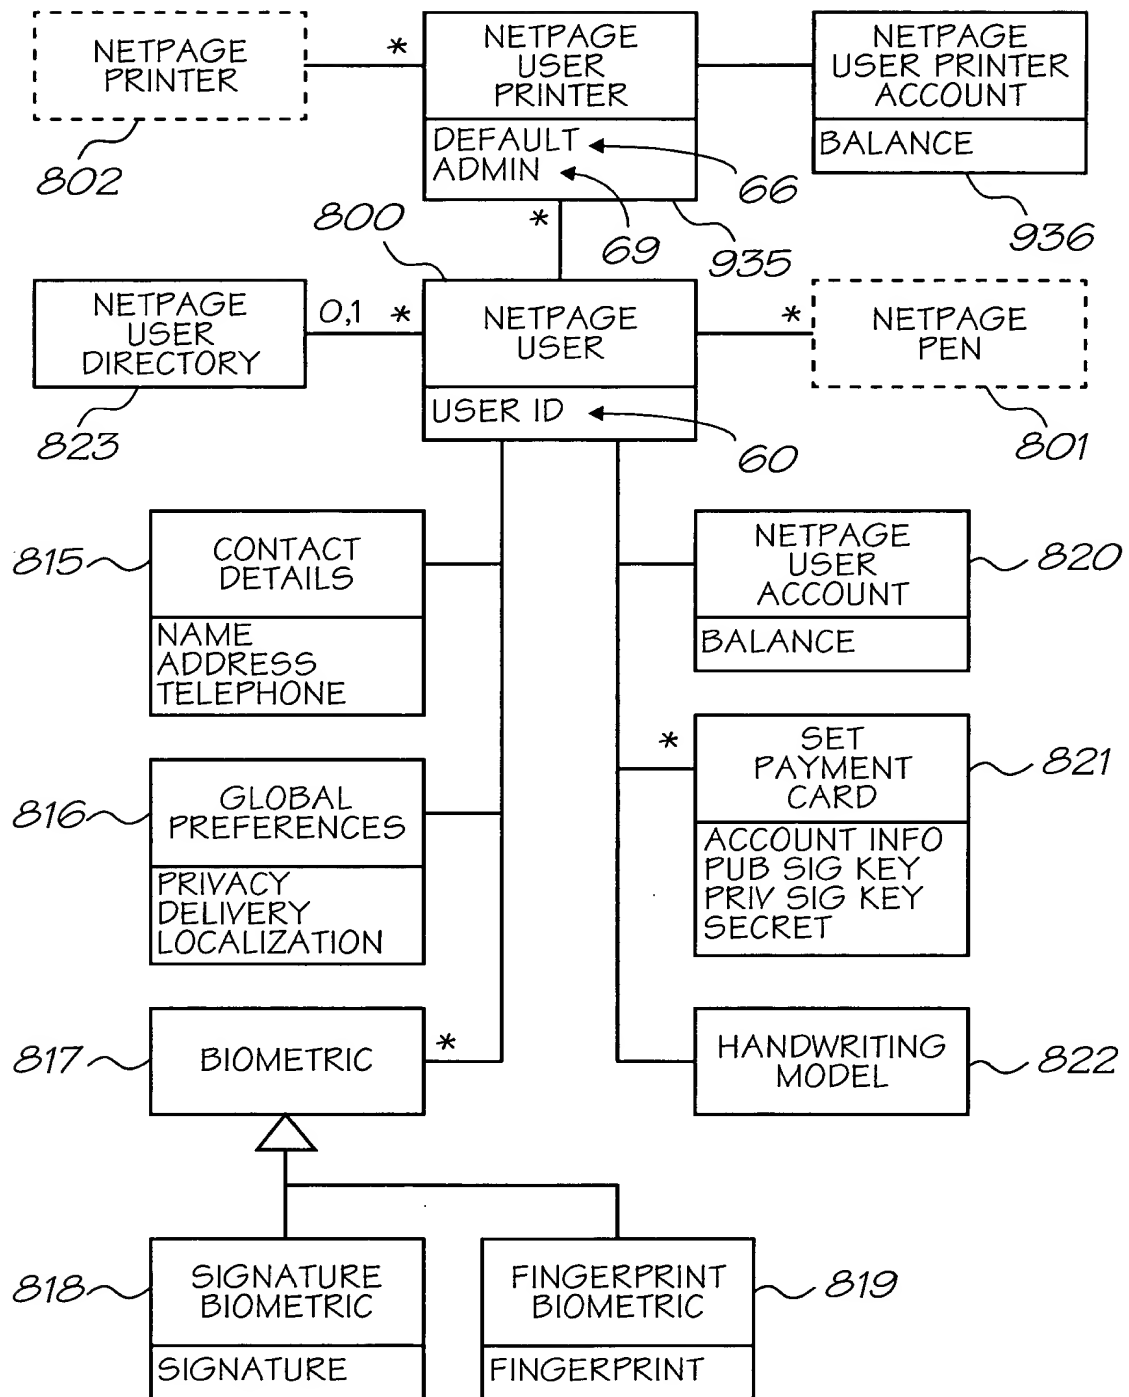 NETPAGE
PRINTER
802
*
NETPAGE
USER
PRINTER
DEFAULT
ADMIN
66
69
935
NETPAGE
USER PRINTER
ACCOUNT
BALANCE
936
*
800
NETPAGE
USER
DIRECTORY
823
0,1
*
NETPAGE
USER
USER ID
60
*
NETPAGE
PEN
801
815
CONTACT
DETAILS
NAME
ADDRESS
TELEPHONE
NETPAGE
USER
ACCOUNT
BALANCE
820
816
GLOBAL
PREFERENCES
PRIVACY
DELIVERY
LOCALIZATION
*
SET
PAYMENT
CARD
ACCOUNT INFO
PUB SIG KEY
PRIV SIG KEY
SECRET
821
817
BIOMETRIC
*
HANDWRITING
MODEL
822
818
SIGNATURE
BIOMETRIC
SIGNATURE
FINGERPRINT
BIOMETRIC
FINGERPRINT
819